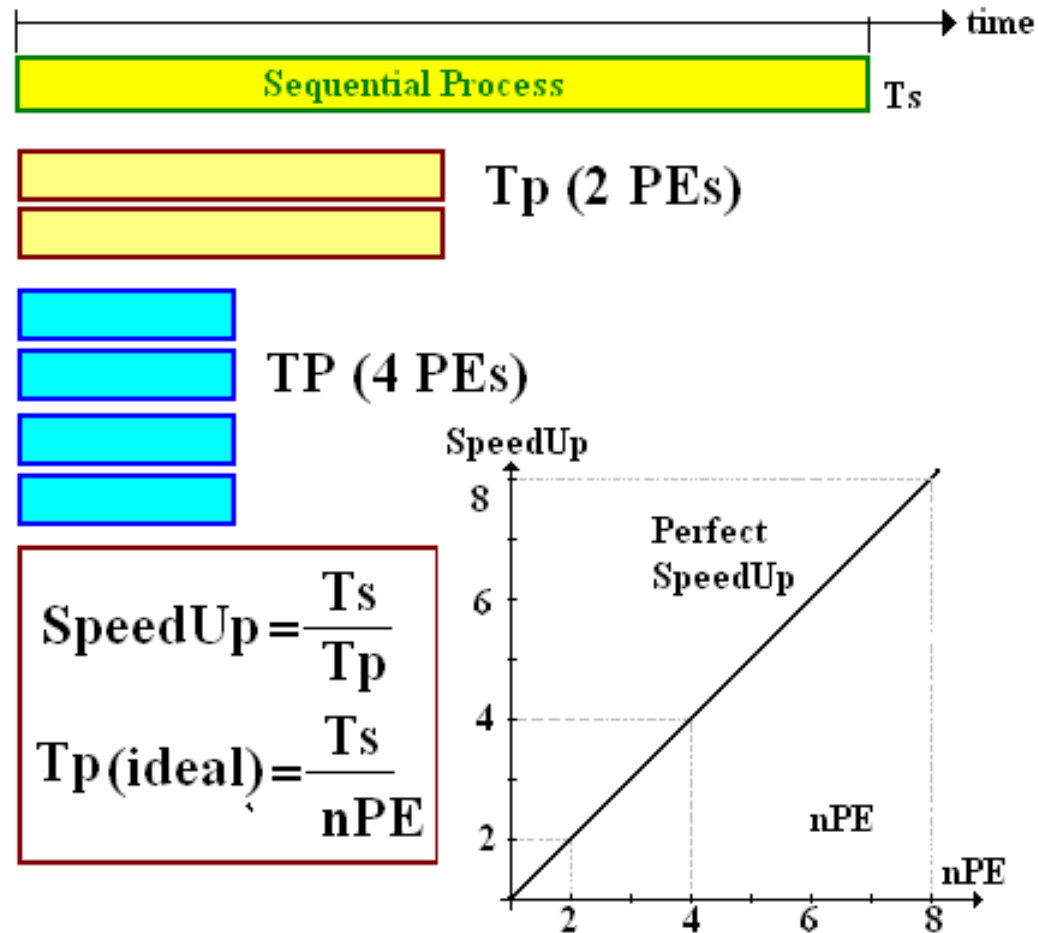 time
Sequential Process
Ts
Tp (2 PEs)
TP (4 PEs)
SpeedUp = Ts
Tp
Tp (ideal) = Ts
nPE
SpeedUp
8
6
4
2
Perfect
SpeedUp
nPE
nPE
2 4 6 8